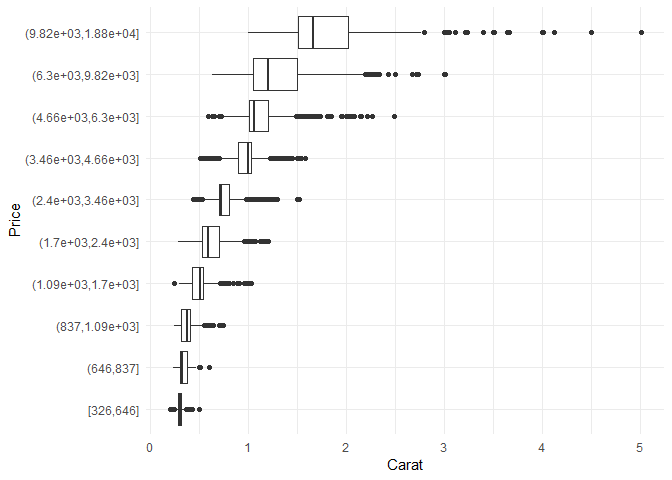 (9.82e+03,1.88e+04]
(6.3e+03,9.82e+03]
(4.66e+03,6.3e+03]
(3.46e+03,4.66e+03]
(2.4e+03,3.46e+03]
(1.7e+03,2.4e+03]
(1.09e+03,1.7e+03]
(837,1.09e+03]
(646,837]
[326,646]
Price
0 1 2 3 4 5
Carat